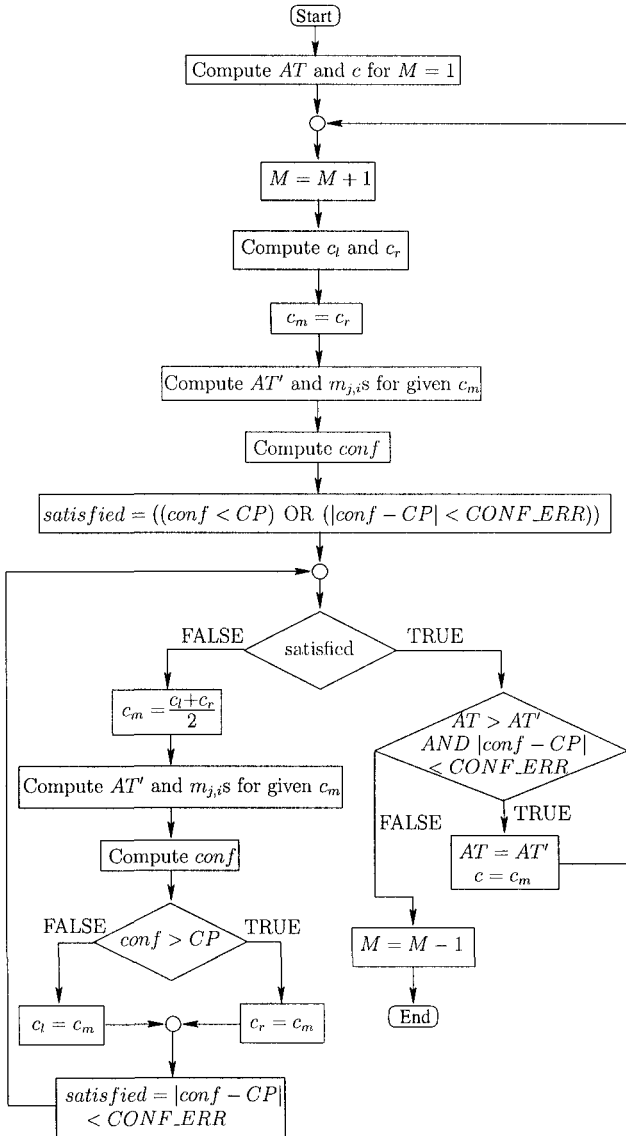 Start
Compute AT and c for M = 1
M = M + 1
Compute c_l and c_r
c_m = c_r
Compute AT′ and m_{j,i}s for given c_m
Compute conf
satisfied = ((conf < CP) OR (|conf − CP| < CONF_ERR))
FALSE
satisfied
TRUE
c_m = \frac{c_l+c_r}{2}
AT > AT′
AND |conf − CP|
< CONF_ERR
Compute AT′ and m_{j,i}s for given c_m
FALSE
TRUE
Compute conf
AT = AT′
c = c_m
FALSE
conf > CP
TRUE
M = M − 1
c_l = c_m
c_r = c_m
End
satisfied = |conf − CP|
< CONF_ERR